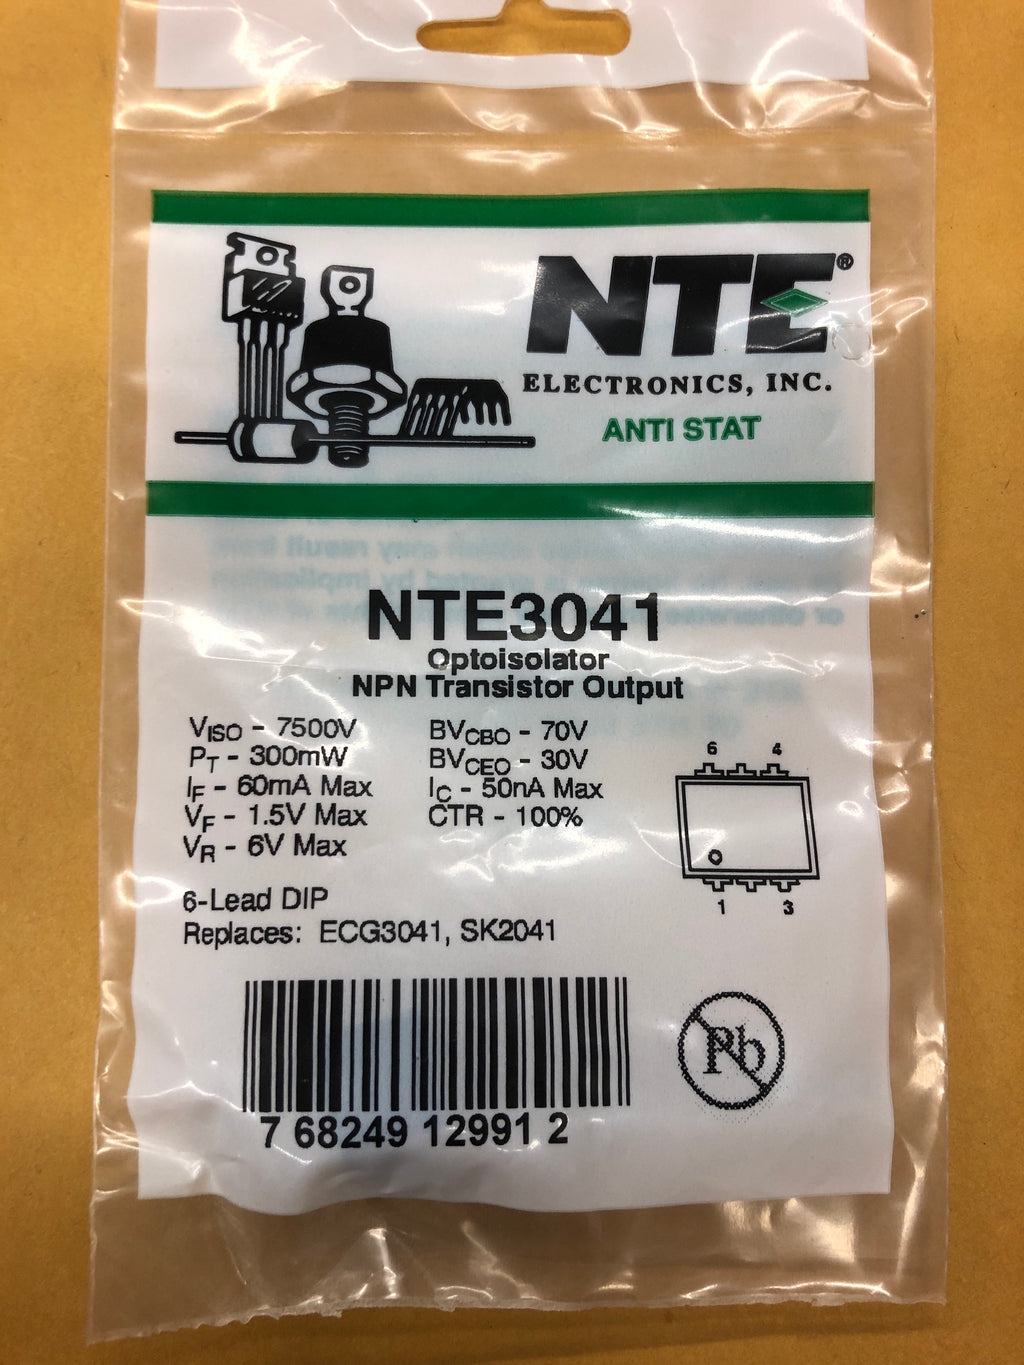 NTE®
ELECTRONICS, INC.
ANTI STAT
NTE3041
Optoisolator
NPN Transistor Output
VISO - 7500V
PT - 300mW
IF - 60mA Max
VF - 1.5V Max
VR - 6V Max
BVCBO - 70V
BVCEO - 30V
IC - 50nA Max
CTR - 100%
6 4
1 3
6-Lead DIP
Replaces: ECG3041, SK2041
Pb
7 68249 12991 2